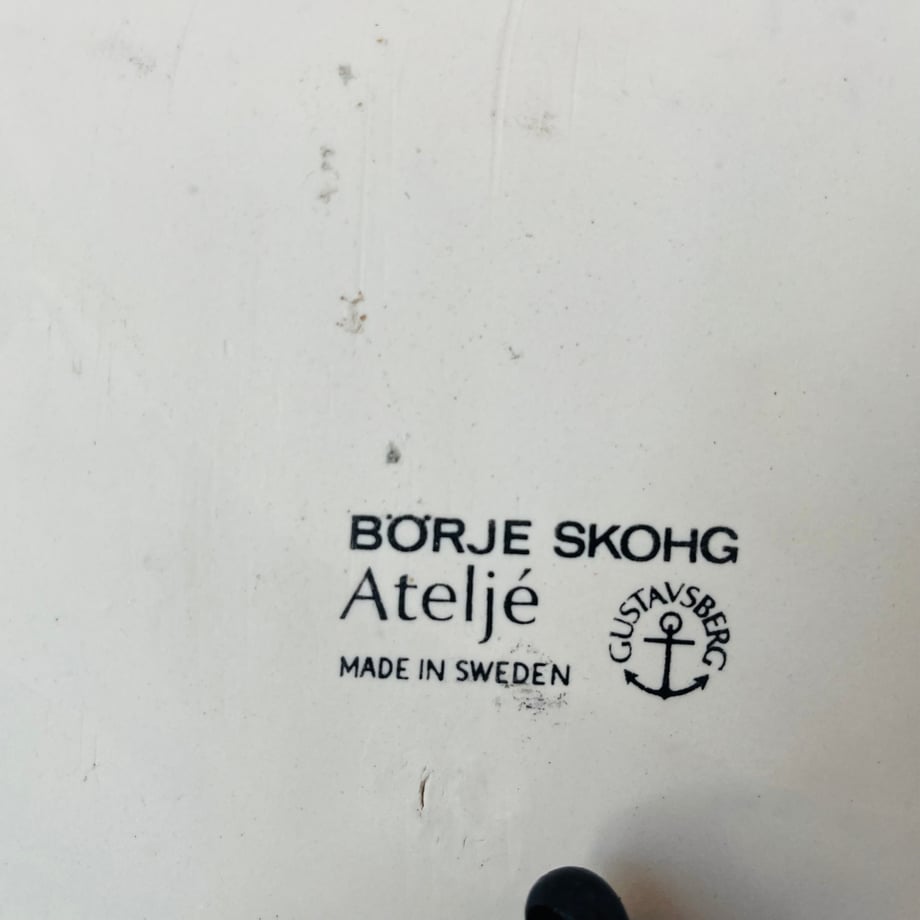 BÖRJE SKOHG
Ateljé
GUSTAVSBERG
MADE IN SWEDEN